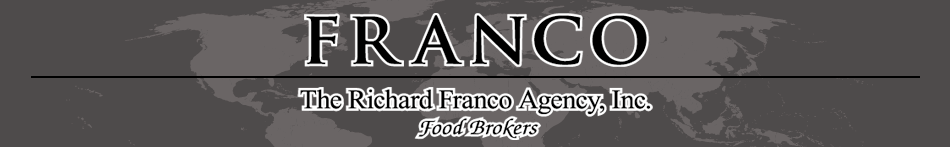 FRANCO
The Richard Franco Agency, Inc.
Food Brokers